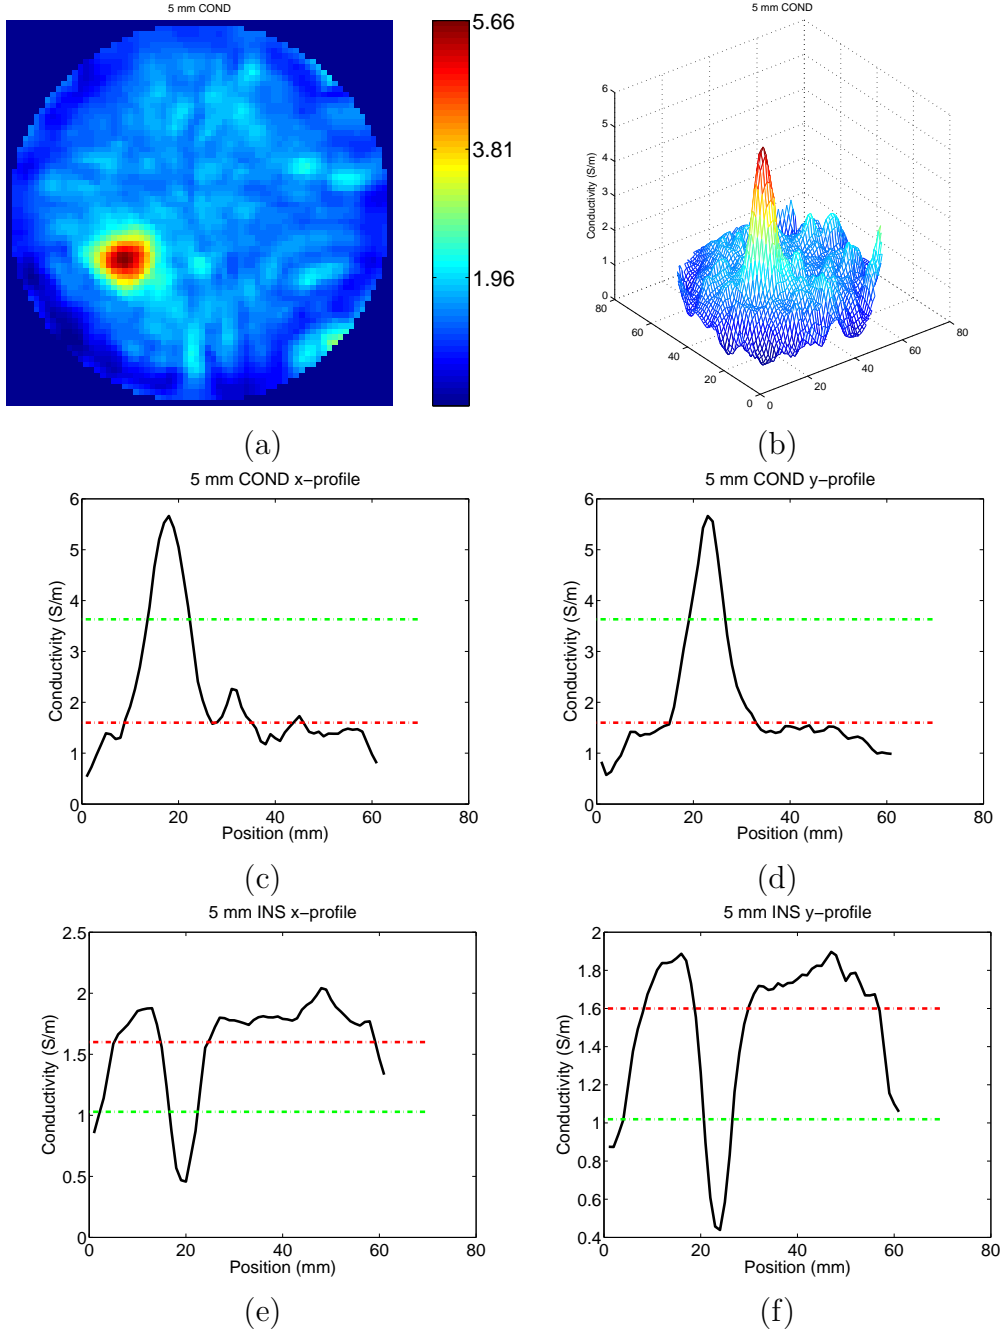 5 mm COND
5.66
3.81
1.96
(a)
5 mm COND
Conductivity (S/m)
6
5
4
3
2
1
0
80
60
40
20
0
0
20
40
60
80
(b)
5 mm COND x−profile
Conductivity (S/m)
6
5
4
3
2
1
0
0 20 40 60 80
Position (mm)
(c)
5 mm COND y−profile
Conductivity (S/m)
6
5
4
3
2
1
0
0 20 40 60 80
Position (mm)
(d)
5 mm INS x−profile
Conductivity (S/m)
2.5
2
1.5
1
0.5
0
0 20 40 60 80
Position (mm)
(e)
5 mm INS y−profile
Conductivity (S/m)
2
1.8
1.6
1.4
1.2
1
0.8
0.6
0.4
0 20 40 60 80
Position (mm)
(f)